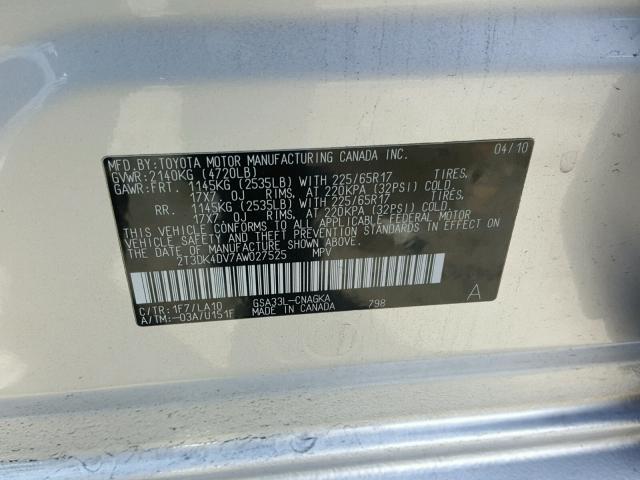 MFD.BY:TOYOTA MOTOR MANUFACTURING CANADA INC. 04/10
GVWR:2140KG (4720LB)
GAWR:FRT. 1145KG (2535LB) WITH 225/65R17 TIRES,
17X7 0J RIMS, AT 220KPA (32PSI) COLD.
RR. 1145KG (2535LB) WITH 225/65R17 TIRES,
17X7 0J RIMS, AT 220KPA (32PSI) COLD.
THIS VEHICLE CONFORMS TO ALL APPLICABLE FEDERAL MOTOR
VEHICLE SAFETY AND THEFT PREVENTION STANDARDS IN EFFECT ON
THE DATE OF MANUFACTURE SHOWN ABOVE.
2T3DK4DV7AW027525 MPV
C/TR:1F7/LA10 GSA33L-CNAGKA A
A/TM:-03A/U151F MADE IN CANADA 798